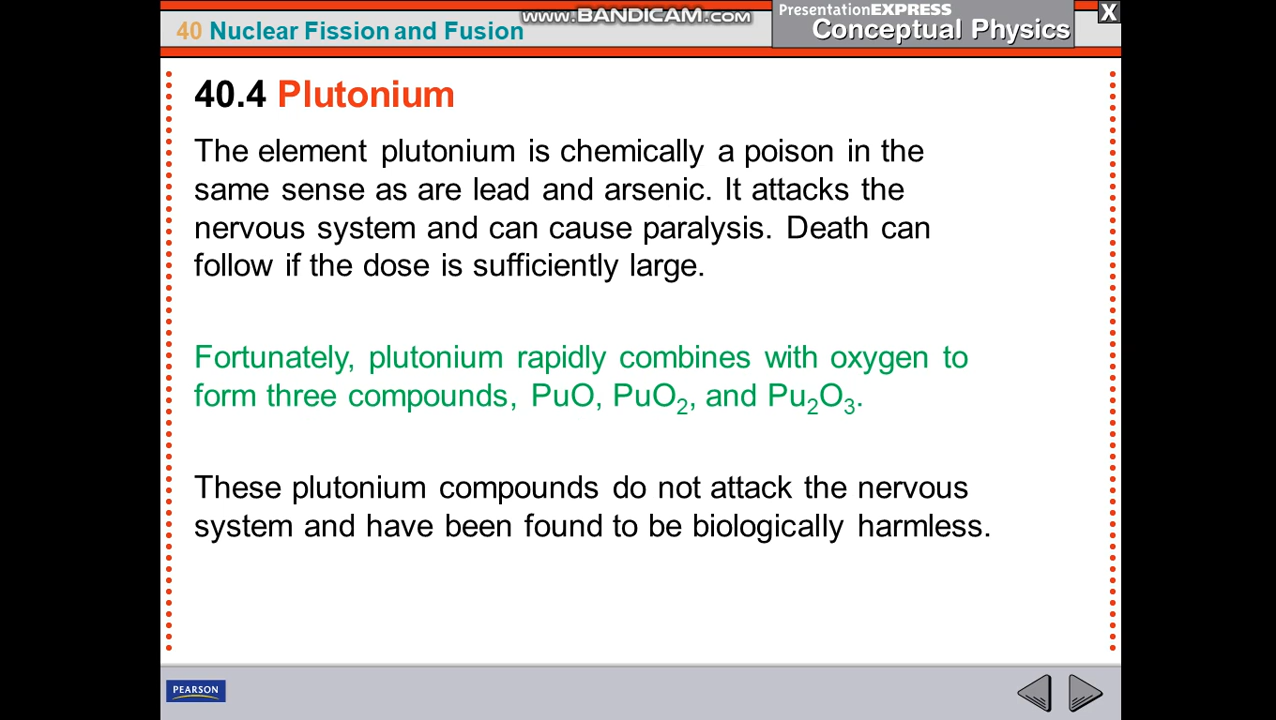 www.BANDICAM.com
PresentationEXPRESS
X
40 Nuclear Fission and Fusion
Conceptual Physics
40.4 Plutonium
The element plutonium is chemically a poison in the
same sense as are lead and arsenic. It attacks the
nervous system and can cause paralysis. Death can
follow if the dose is sufficiently large.
Fortunately, plutonium rapidly combines with oxygen to
form three compounds, PuO, PuO₂, and Pu₂O₃.
These plutonium compounds do not attack the nervous
system and have been found to be biologically harmless.
PEARSON